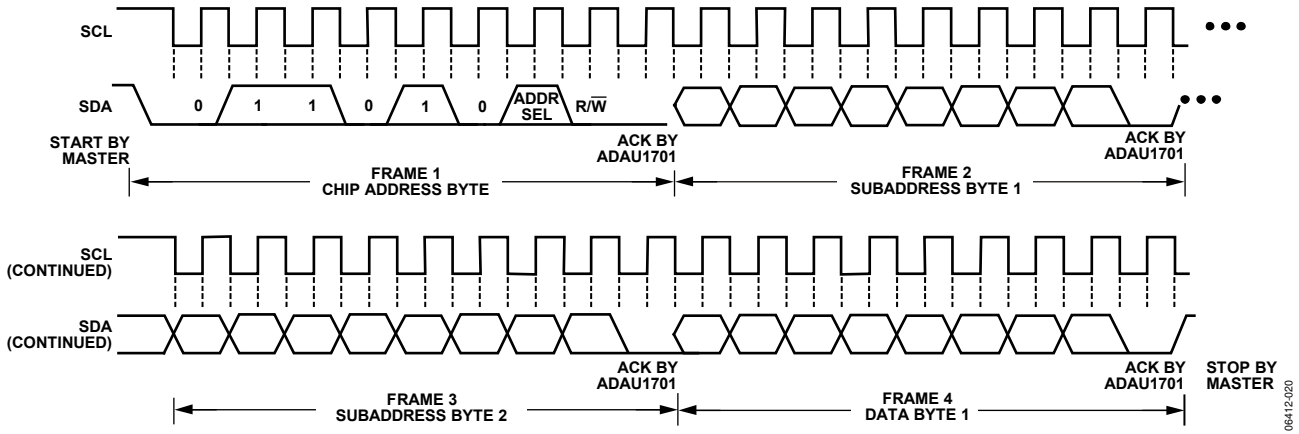 SCL
SDA
0 1 1 0 1 0 ADDR SEL R/W̅
START BY MASTER
ACK BY ADAU1701
ACK BY ADAU1701
FRAME 1
CHIP ADDRESS BYTE
FRAME 2
SUBADDRESS BYTE 1
SCL
(CONTINUED)
SDA
(CONTINUED)
ACK BY ADAU1701
ACK BY ADAU1701
STOP BY MASTER
FRAME 3
SUBADDRESS BYTE 2
FRAME 4
DATA BYTE 1
06412-020